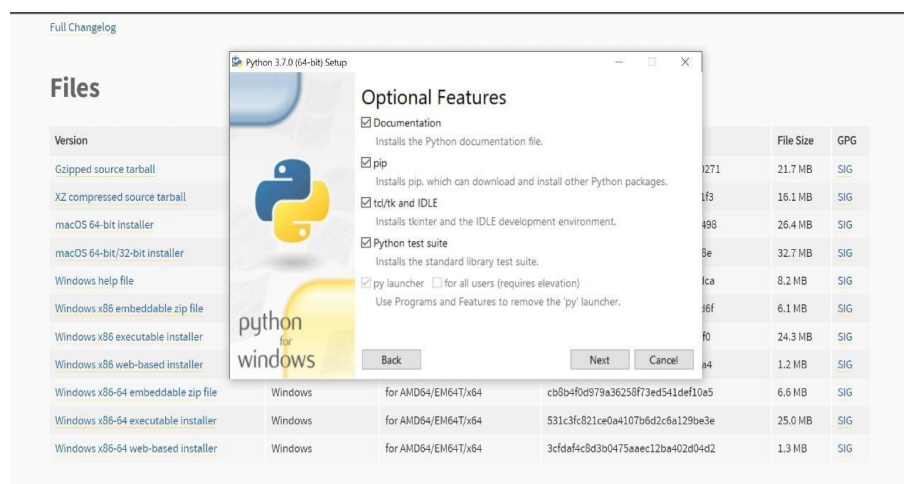 Full Changelog
Files
Version File Size GPG
Gzipped source tarball 0271 21.7 MB SIG
XZ compressed source tarball 1f3 16.1 MB SIG
macOS 64-bit installer 498 26.4 MB SIG
macOS 64-bit/32-bit installer 8e 32.7 MB SIG
Windows help file lca 8.2 MB SIG
Windows x86 embeddable zip file 6f 6.1 MB SIG
Windows x86 executable installer f0 24.3 MB SIG
Windows x86 web-based installer a4 1.2 MB SIG
Windows x86-64 embeddable zip file Windows for AMD64/EM64T/x64 cb8b4f0d979a36258f73ed541def10a5 6.6 MB SIG
Windows x86-64 executable installer Windows for AMD64/EM64T/x64 531c3fc821ce0a4107b6d2c6a129be3e 25.0 MB SIG
Windows x86-64 web-based installer Windows for AMD64/EM64T/x64 3cfdaf4c8d3b0475aaec12ba402d04d2 1.3 MB SIG
Python 3.7.0 (64-bit) Setup
Optional Features
Documentation
Installs the Python documentation file.
pip
Installs pip, which can download and install other Python packages.
tcl/tk and IDLE
Installs tkinter and the IDLE development environment.
Python test suite
Installs the standard library test suite.
py launcher for all users (requires elevation)
Use Programs and Features to remove the 'py' launcher.
python
for
windows
Back Next Cancel